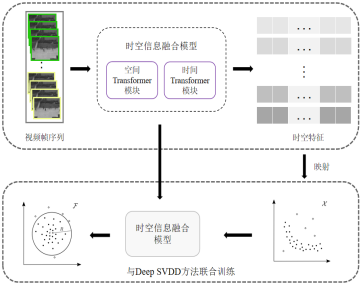 时空信息融合模型
空间
Transformer
模块
时间
Transformer
模块
视频帧序列
时空特征
映射
F
R
时空信息融合
模型
X
与Deep SVDD方法联合训练